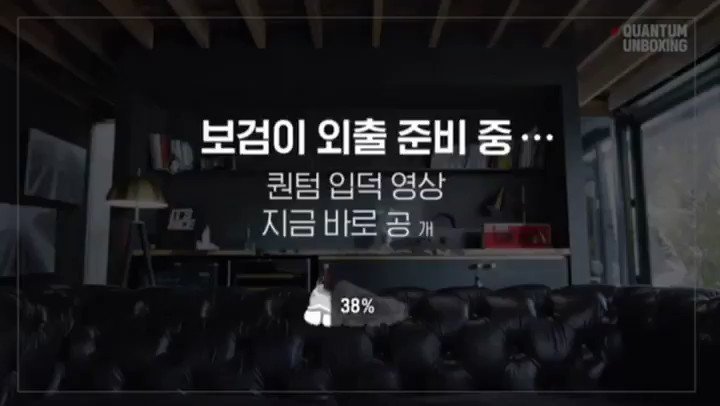 QUANTUM
UNBOXING
보검이 외출 준비 중…
퀀텀 입덕 영상
지금 바로 공 개
38%